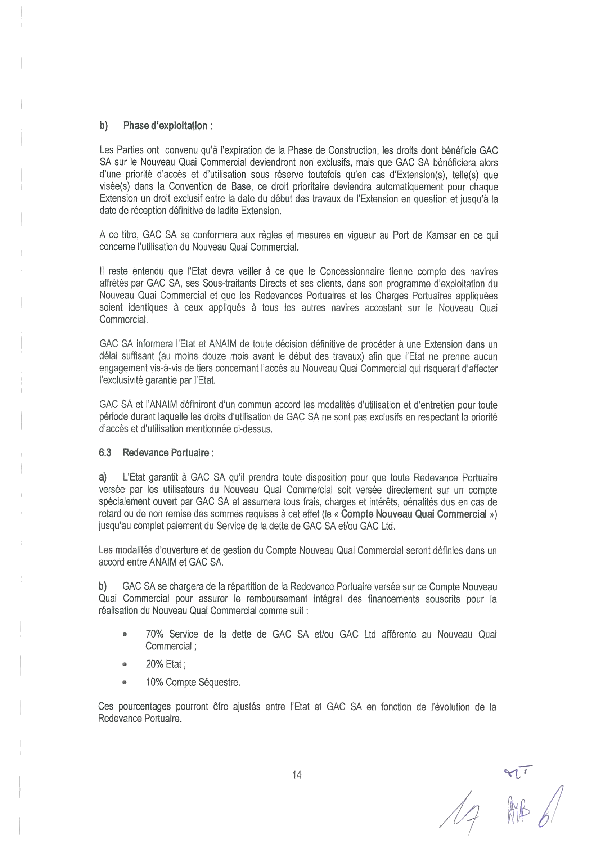 b) Phase d'exploitation :
Les Parties ont convenu qu'à l'expiration de la Phase de Construction, les droits dont bénéficie GAC
SA sur le Nouveau Quai Commercial deviendront non exclusifs, mais que GAC SA bénéficiera alors
d'une priorité d'accès et d'utilisation sous réserve toutefois qu'en cas d'Extension(s), telle(s) que
visée(s) dans la Convention de Base, ce droit prioritaire deviendra automatiquement pour chaque
Extension un droit exclusif entre la date du début des travaux de l'Extension en question et jusqu'à la
date de réception définitive de ladite Extension.
A ce titre, GAC SA se conformera aux règles et mesures en vigueur au Port de Kamsar en ce qui
concerne l'utilisation du Nouveau Quai Commercial.
Il reste entendu que l'Etat devra veiller à ce que le Concessionnaire tienne compte des navires
affrétés par GAC SA, ses Sous-traitants Directs et ses clients, dans son programme d'exploitation du
Nouveau Quai Commercial et que les Redevances Portuaires et les Charges Portuaires appliquées
soient identiques à ceux appliqués à tous les autres navires accostant sur le Nouveau Quai
Commercial.
GAC SA informera l'Etat et ANAIM de toute décision définitive de procéder à une Extension dans un
délai suffisant (au moins douze mois avant le début des travaux) afin que l'Etat ne prenne aucun
engagement vis-à-vis de tiers concernant l'accès au Nouveau Quai Commercial qui risquerait d'affecter
l'exclusivité garantie par l'Etat.
GAC SA et l'ANAIM définiront d'un commun accord les modalités d'utilisation et d'entretien pour toute
période durant laquelle les droits d'utilisation de GAC SA ne sont pas exclusifs en respectant la priorité
d'accès et d'utilisation mentionnée ci-dessus.
6.3 Redevance Portuaire :
a) L'Etat garantit à GAC SA qu'il prendra toute disposition pour que toute Redevance Portuaire
versée par les utilisateurs du Nouveau Quai Commercial soit versée directement sur un compte
spécialement ouvert par GAC SA et assumera tous frais, charges et intérêts, pénalités dus en cas de
retard ou de non remise des sommes requises à cet effet (le « Compte Nouveau Quai Commercial »)
jusqu'au complet paiement du Service de la dette de GAC SA et/ou GAC Ltd.
Les modalités d'ouverture et de gestion du Compte Nouveau Quai Commercial seront définies dans un
accord entre ANAIM et GAC SA.
b) GAC SA se chargera de la répartition de la Redevance Portuaire versée sur ce Compte Nouveau
Quai Commercial pour assurer le remboursement intégral des financements souscrits pour la
réalisation du Nouveau Quai Commercial comme suit :
• 70% Service de la dette de GAC SA et/ou GAC Ltd afférente au Nouveau Quai
Commercial ;
• 20% Etat ;
• 10% Compte Séquestre.
Ces pourcentages pourront être ajustés entre l'Etat et GAC SA en fonction de l'évolution de la
Redevance Portuaire.
14